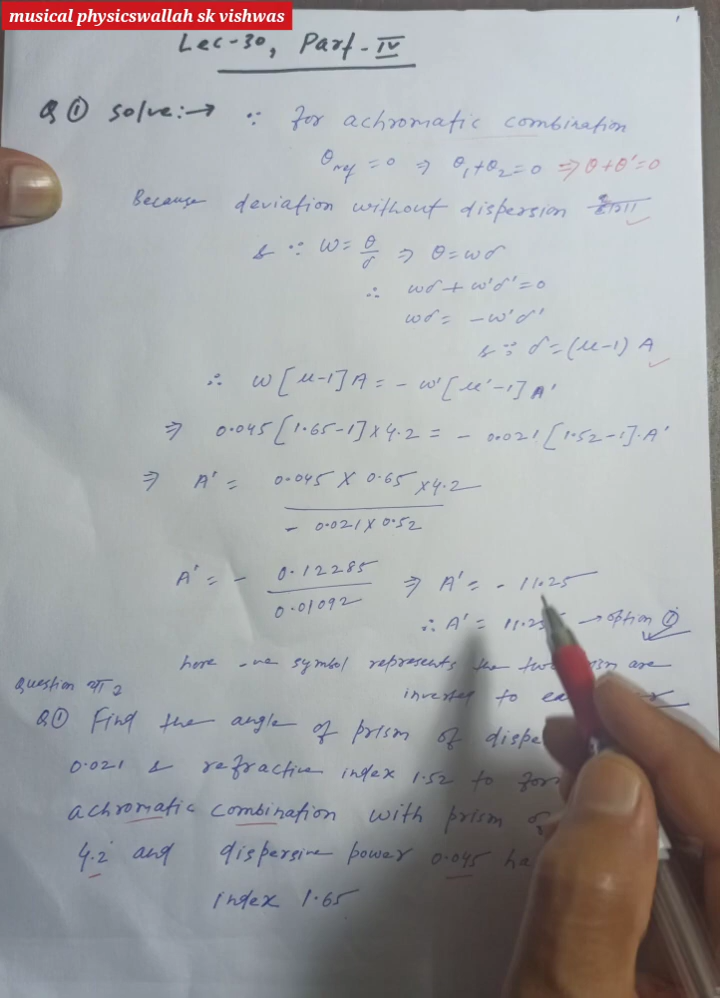 musical physicswallah sk vishwas
Lec-30, Part-IV
Q ① solve:→ ∵ for achromatic combination
θnef = 0 ⇒ θ₁+θ₂=0 ⇒ θ+θ'=0
Because deviation without dispersion
& ∵ ω = θ/δ ⇒ θ = ωδ
∴ ωδ + ω'δ' = 0
ωδ = -ω'δ'
& ∵ δ = (μ-1) A
∴ ω[μ-1]A = -ω'[μ'-1]A'
⇒ 0.045[1.65-1]×4.2 = - 0.021[1.52-1].A'
⇒ A' = 0.045 × 0.65 ×4.2 / - 0.021×0.52
A' = - 0.12285 / 0.01092 ⇒ A' = - 11.25
∴ A' = 11.25 → option ①
here -ve symbol represents the two are
inverted to
Question no 2
Q① Find the angle of prism of
0.021 & refractive index 1.52 to
achromatic combination with prism
4.2 and dispersive power 0.045
index 1.65